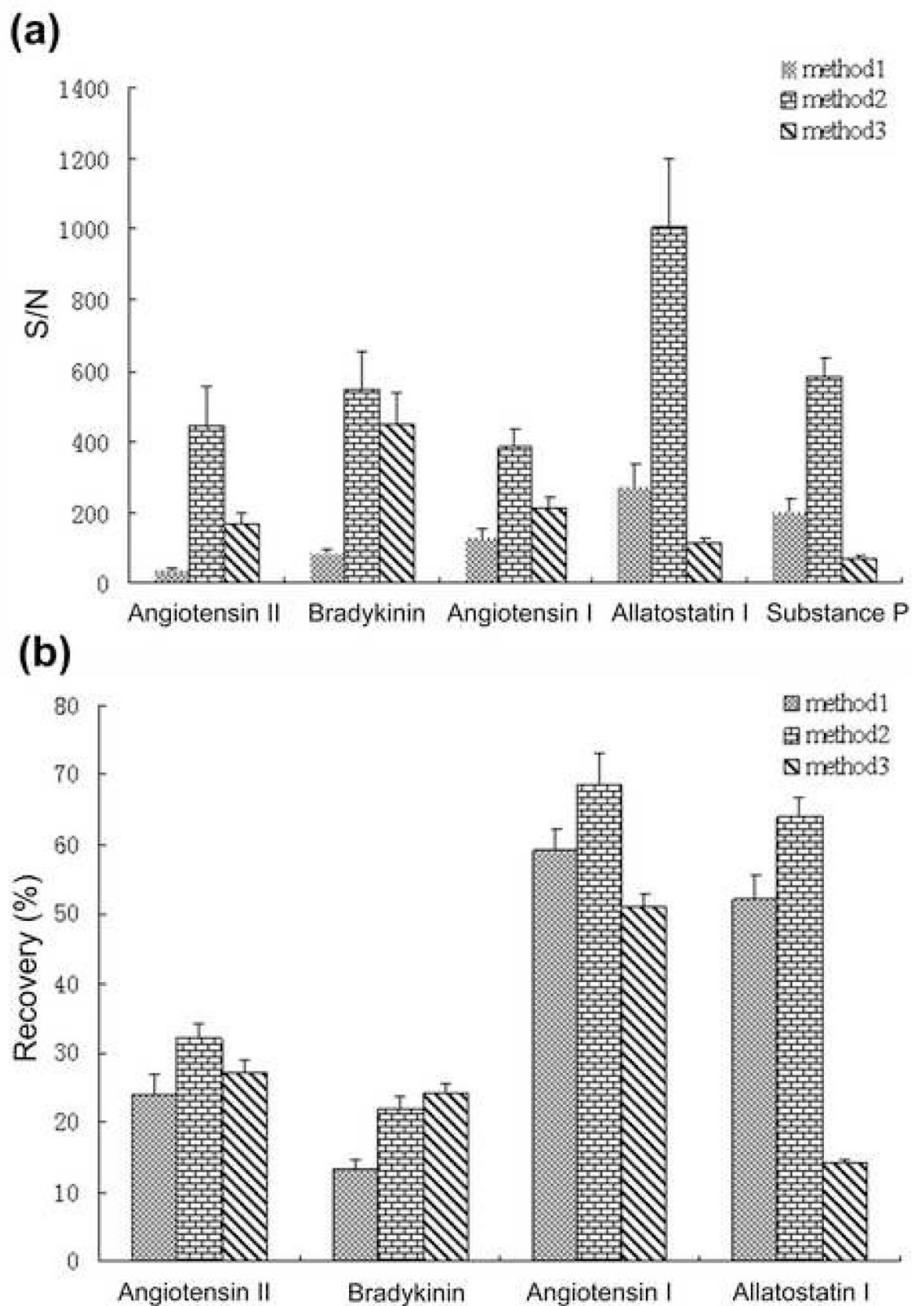 (a)
method1
method2
method3
1400
1200
1000
800
600
400
200
0
S/N
Angiotensin II Bradykinin Angiotensin I Allatostatin I Substance P
(b)
method1
method2
method3
80
70
60
50
40
30
20
10
0
Recovery (%)
Angiotensin II Bradykinin Angiotensin I Allatostatin I